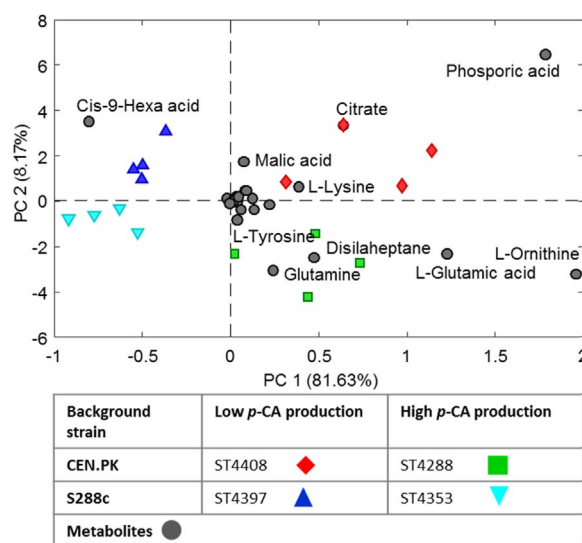 8
6
4
2
0
-2
-4
-6
PC 2 (8.17%)
Phosporic acid
Cis-9-Hexa acid
Citrate
Malic acid
L-Lysine
L-Tyrosine
Disilaheptane
L-Ornithine
Glutamine
L-Glutamic acid
-1 -0.5 0 0.5 1 1.5 2
PC 1 (81.63%)
Background strain Low p-CA production High p-CA production
CEN.PK ST4408 ST4288
S288c ST4397 ST4353
Metabolites